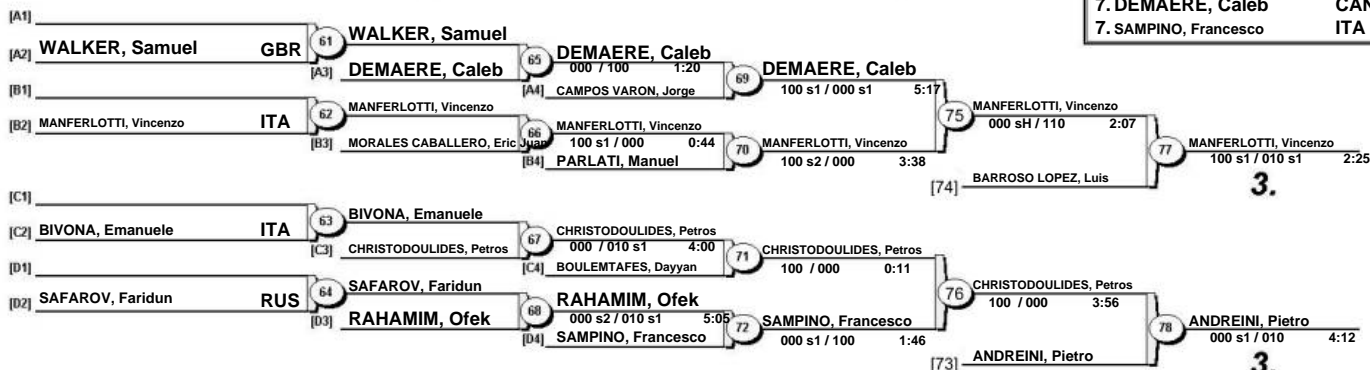 7. DEMAERE, Caleb CAN
7. SAMPINO, Francesco ITA
[A1]
[A2] WALKER, Samuel GBR
61 WALKER, Samuel
[A3] DEMAERE, Caleb
65 DEMAERE, Caleb
000 / 100 1:20
[A4] CAMPOS VARON, Jorge
69 DEMAERE, Caleb
100 s1 / 000 s1 5:17
[B1]
[B2] MANFERLOTTI, Vincenzo ITA
62 MANFERLOTTI, Vincenzo
[B3] MORALES CABALLERO, Eric Juan
66 MANFERLOTTI, Vincenzo
100 s1 / 000 0:44
[B4] PARLATI, Manuel
70 MANFERLOTTI, Vincenzo
100 s2 / 000 3:38
75 MANFERLOTTI, Vincenzo
000 sH / 110 2:07
[74] BARROSO LOPEZ, Luis
77 MANFERLOTTI, Vincenzo
100 s1 / 010 s1 2:25
3.
[C1]
[C2] BIVONA, Emanuele ITA
63 BIVONA, Emanuele
[C3] CHRISTODOULIDES, Petros
67 CHRISTODOULIDES, Petros
000 / 010 s1 4:00
[C4] BOULEMTAFES, Dayyan
71 CHRISTODOULIDES, Petros
100 / 000 0:11
[D1]
[D2] SAFAROV, Faridun RUS
64 SAFAROV, Faridun
[D3] RAHAMIM, Ofek
68 RAHAMIM, Ofek
000 s2 / 010 s1 5:05
[D4] SAMPINO, Francesco
72 SAMPINO, Francesco
000 s1 / 100 1:46
76 CHRISTODOULIDES, Petros
100 / 000 3:56
[73] ANDREINI, Pietro
78 ANDREINI, Pietro
000 s1 / 010 4:12
3.